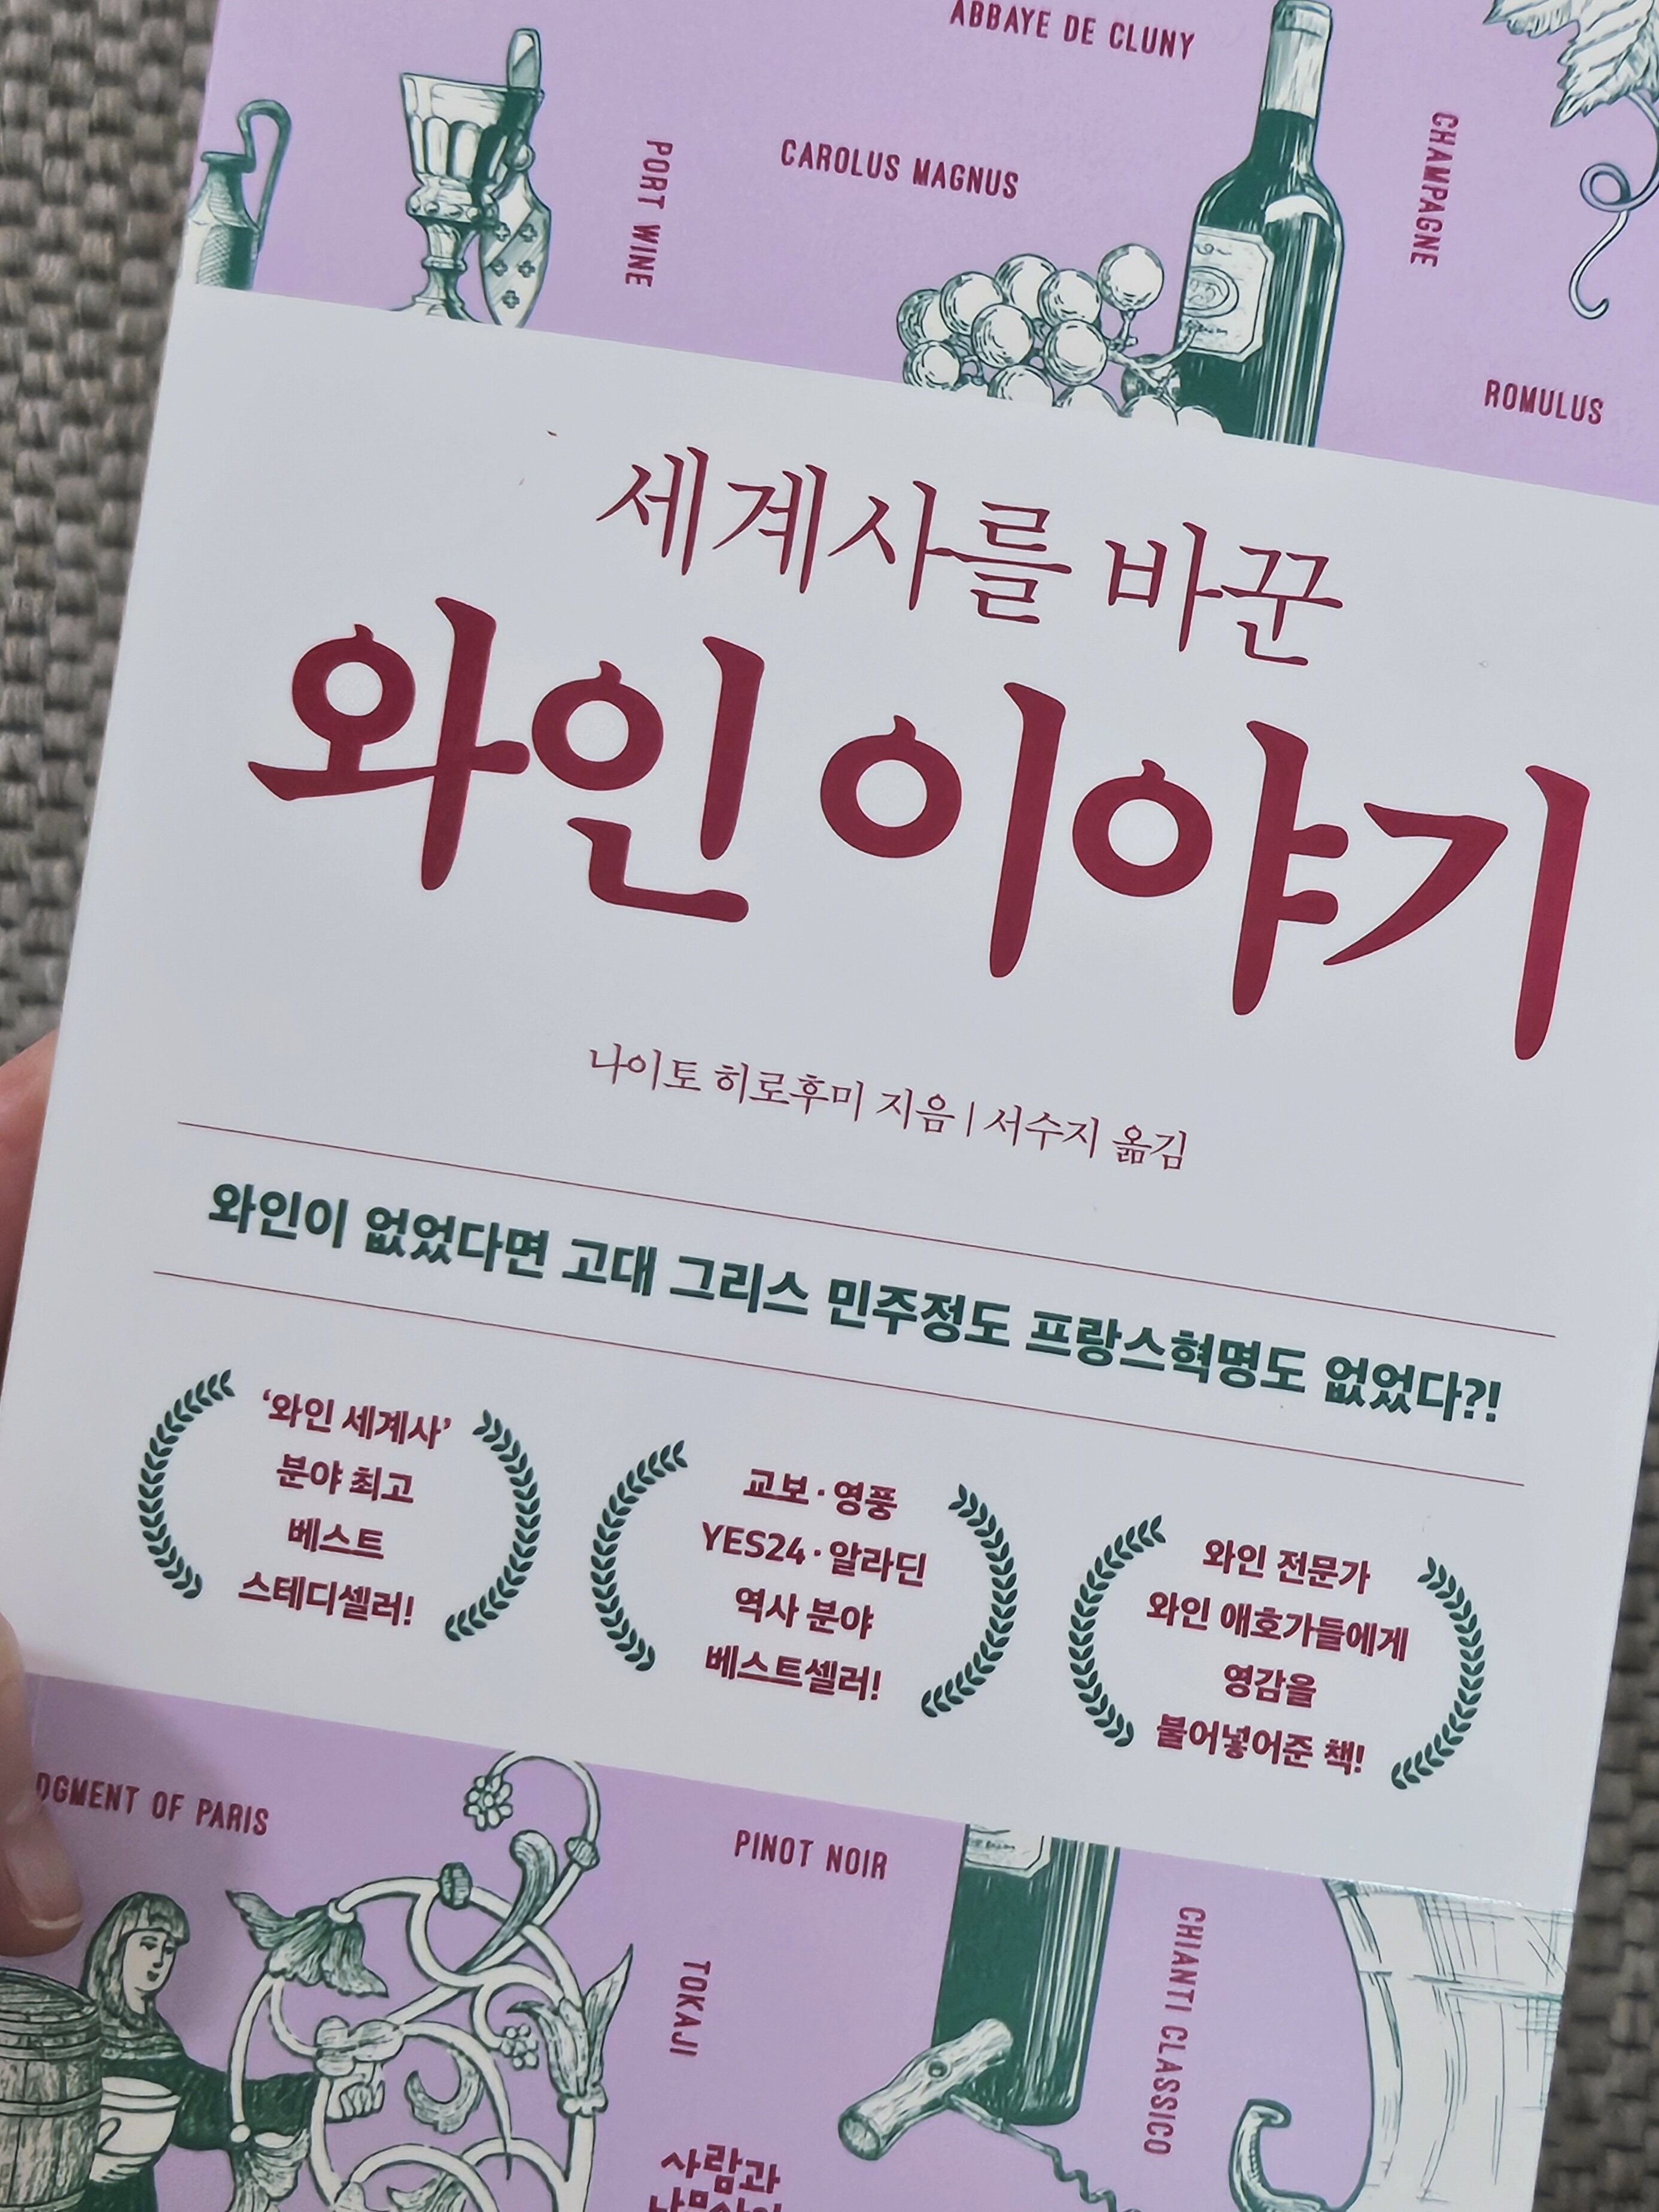 ABBAYE DE CLUNY
CAROLUS MAGNUS
PORT WINE
CHAMPAGNE
ROMULUS
세계사를 바꾼
와인 이야기
나이토 히로후미 지음 | 서수지 옮김
와인이 없었다면 고대 그리스 민주정도 프랑스혁명도 없었다?!
‘와인 세계사’
분야 최고
베스트
스테디셀러!
교보·영풍
YES24·알라딘
역사 분야
베스트셀러!
와인 전문가
와인 애호가들에게
영감을
불어넣어준 책!
DGMENT OF PARIS
PINOT NOIR
TOKAJI
CHIANTI CLASSICO
사람과